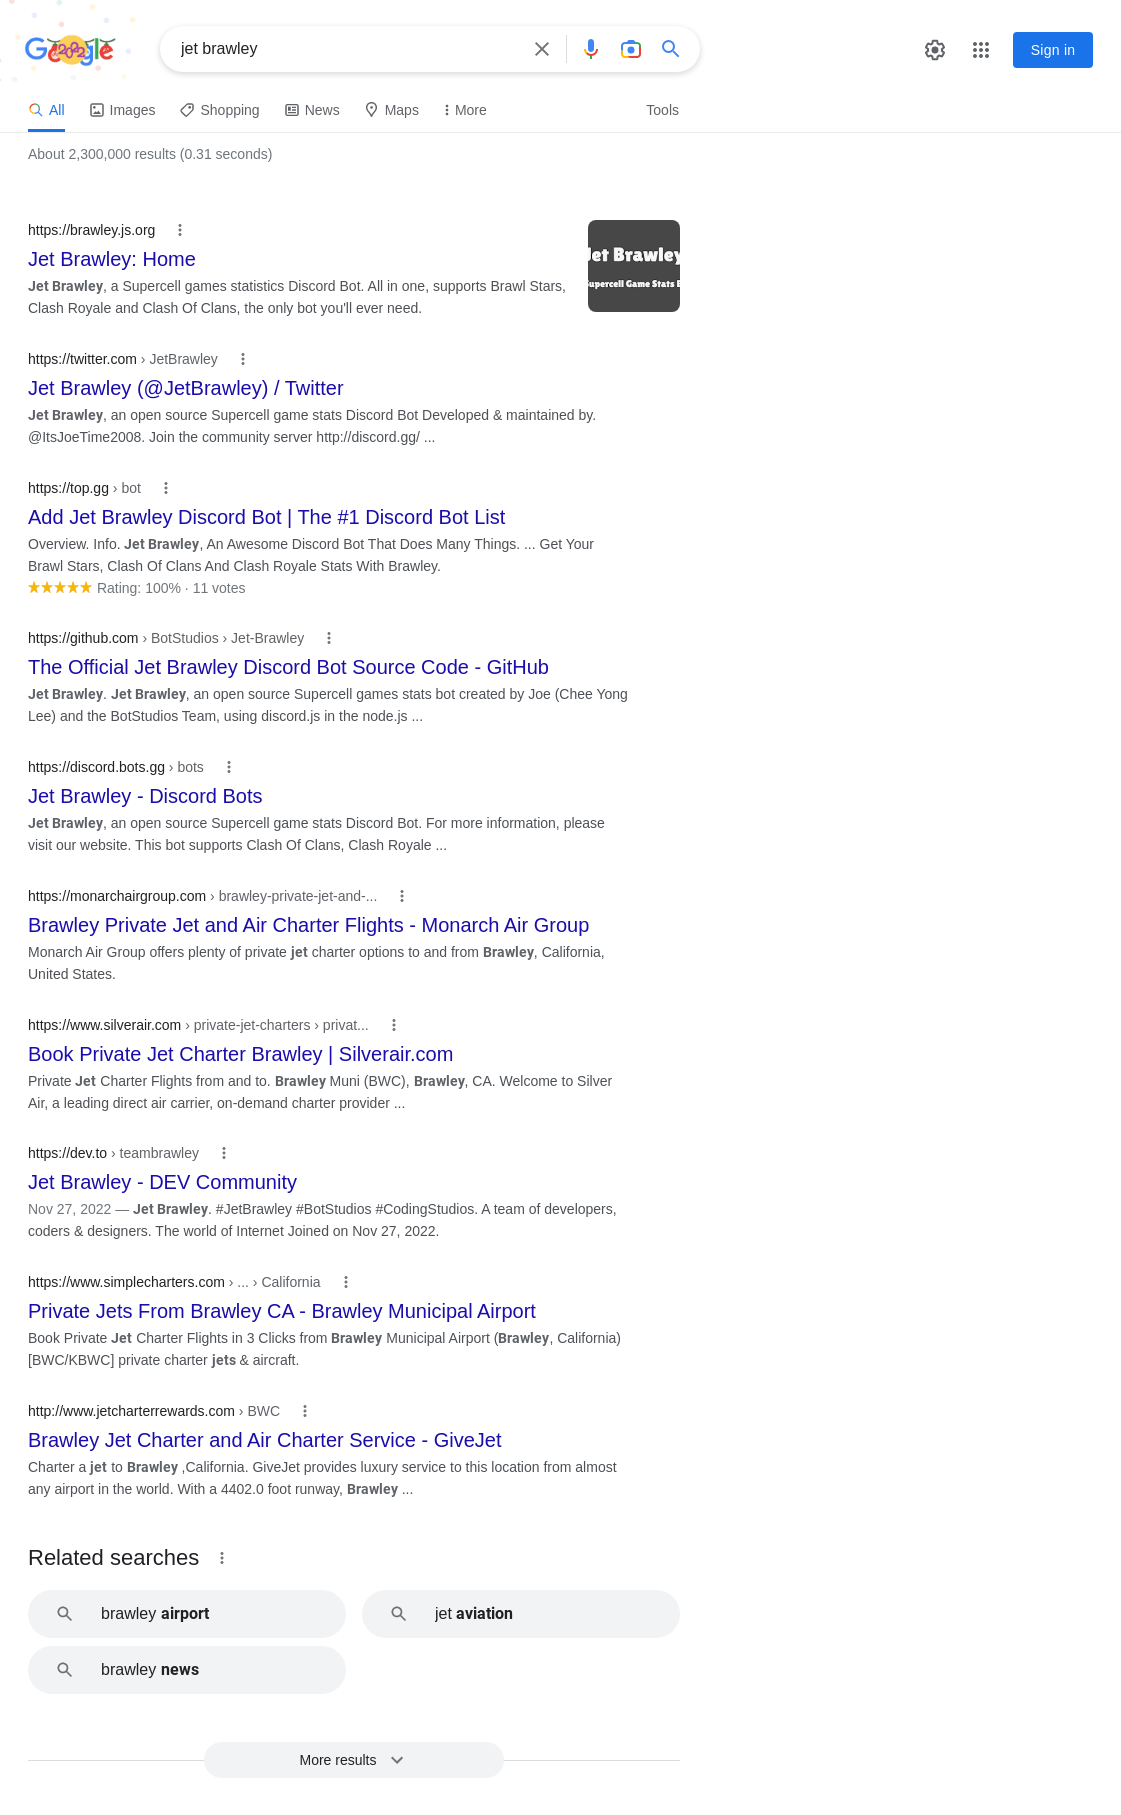 Google
jet brawley
Sign in
All Images Shopping News Maps More Tools
About 2,300,000 results (0.31 seconds)
https://brawley.js.org
Jet Brawley: Home
Jet Brawley, a Supercell games statistics Discord Bot. All in one, supports Brawl Stars,
Clash Royale and Clash Of Clans, the only bot you'll ever need.
Jet Brawley
Supercell Game Stats B
https://twitter.com › JetBrawley
Jet Brawley (@JetBrawley) / Twitter
Jet Brawley, an open source Supercell game stats Discord Bot Developed & maintained by.
@ItsJoeTime2008. Join the community server http://discord.gg/ ...
https://top.gg › bot
Add Jet Brawley Discord Bot | The #1 Discord Bot List
Overview. Info. Jet Brawley, An Awesome Discord Bot That Does Many Things. ... Get Your
Brawl Stars, Clash Of Clans And Clash Royale Stats With Brawley.
Rating: 100% · 11 votes
https://github.com › BotStudios › Jet-Brawley
The Official Jet Brawley Discord Bot Source Code - GitHub
Jet Brawley. Jet Brawley, an open source Supercell games stats bot created by Joe (Chee Yong
Lee) and the BotStudios Team, using discord.js in the node.js ...
https://discord.bots.gg › bots
Jet Brawley - Discord Bots
Jet Brawley, an open source Supercell game stats Discord Bot. For more information, please
visit our website. This bot supports Clash Of Clans, Clash Royale ...
https://monarchairgroup.com › brawley-private-jet-and-...
Brawley Private Jet and Air Charter Flights - Monarch Air Group
Monarch Air Group offers plenty of private jet charter options to and from Brawley, California,
United States.
https://www.silverair.com › private-jet-charters › privat...
Book Private Jet Charter Brawley | Silverair.com
Private Jet Charter Flights from and to. Brawley Muni (BWC), Brawley, CA. Welcome to Silver
Air, a leading direct air carrier, on-demand charter provider ...
https://dev.to › teambrawley
Jet Brawley - DEV Community
Nov 27, 2022 — Jet Brawley. #JetBrawley #BotStudios #CodingStudios. A team of developers,
coders & designers. The world of Internet Joined on Nov 27, 2022.
https://www.simplecharters.com › ... › California
Private Jets From Brawley CA - Brawley Municipal Airport
Book Private Jet Charter Flights in 3 Clicks from Brawley Municipal Airport (Brawley, California)
[BWC/KBWC] private charter jets & aircraft.
http://www.jetcharterrewards.com › BWC
Brawley Jet Charter and Air Charter Service - GiveJet
Charter a jet to Brawley ,California. GiveJet provides luxury service to this location from almost
any airport in the world. With a 4402.0 foot runway, Brawley ...
Related searches
brawley airport
jet aviation
brawley news
More results